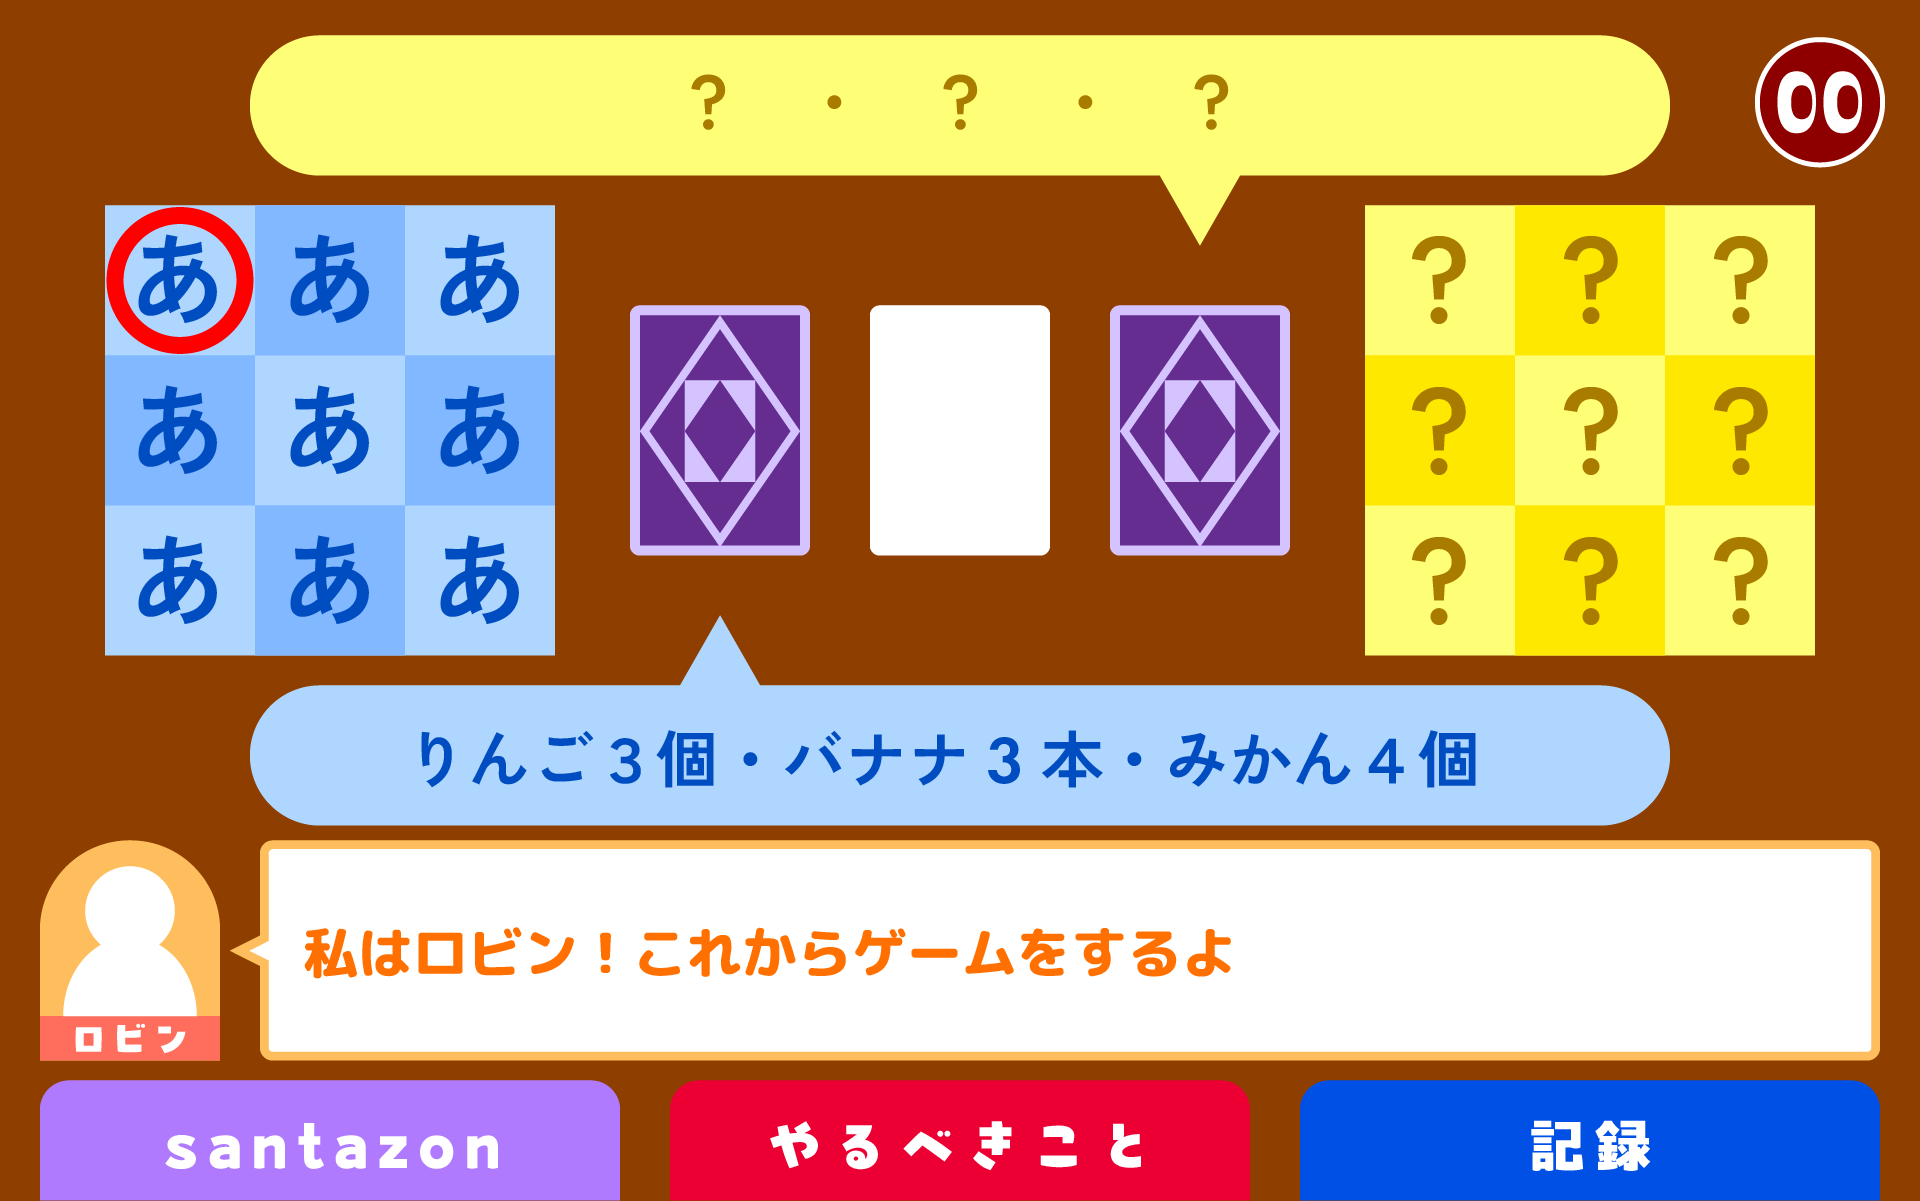 ？・？・？
00
あああ
あああ
あああ
？？？
？？？
？？？
りんご３個・バナナ３本・みかん４個
私はロビン！これからゲームをするよ
ロビン
santazon
やるべきこと
記録